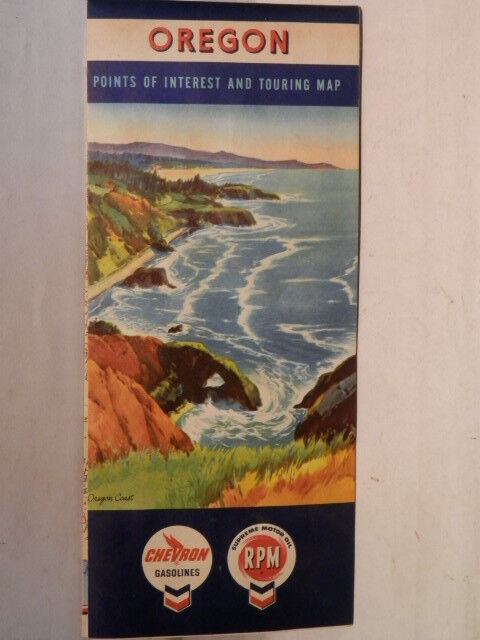 OREGON
POINTS OF INTEREST AND TOURING MAP
Oregon Coast
CHEVRON
GASOLINES
SUPREME MOTOR OIL
RPM